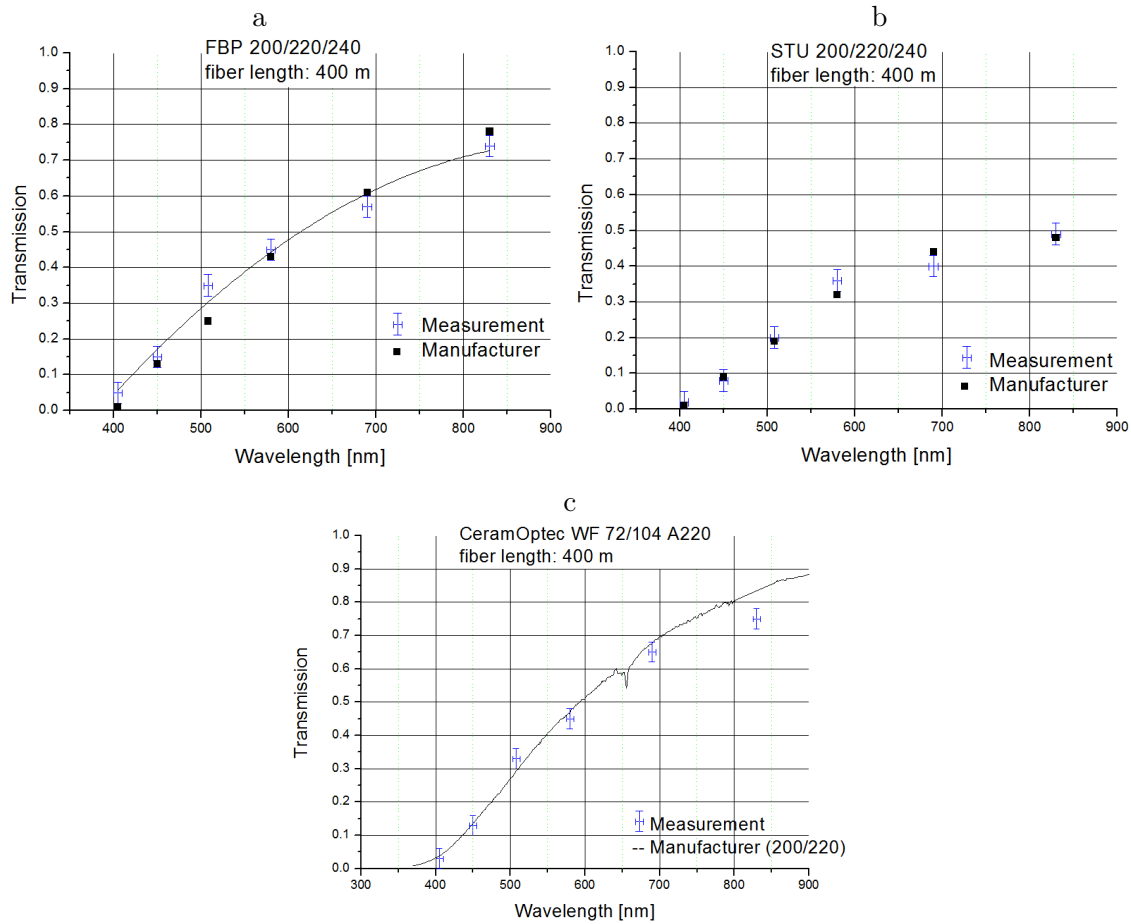 a
FBP 200/220/240
fiber length: 400 m
1.0
0.9
0.8
0.7
0.6
0.5
0.4
0.3
0.2
0.1
0.0
Transmission
Measurement
Manufacturer
400 500 600 700 800 900
Wavelength [nm]
b
STU 200/220/240
fiber length: 400 m
1.0
0.9
0.8
0.7
0.6
0.5
0.4
0.3
0.2
0.1
0.0
Transmission
Measurement
Manufacturer
400 500 600 700 800 900
Wavelength [nm]
c
CeramOptec WF 72/104 A220
fiber length: 400 m
1.0
0.9
0.8
0.7
0.6
0.5
0.4
0.3
0.2
0.1
0.0
Transmission
Measurement
-- Manufacturer (200/220)
300 400 500 600 700 800 900
Wavelength [nm]